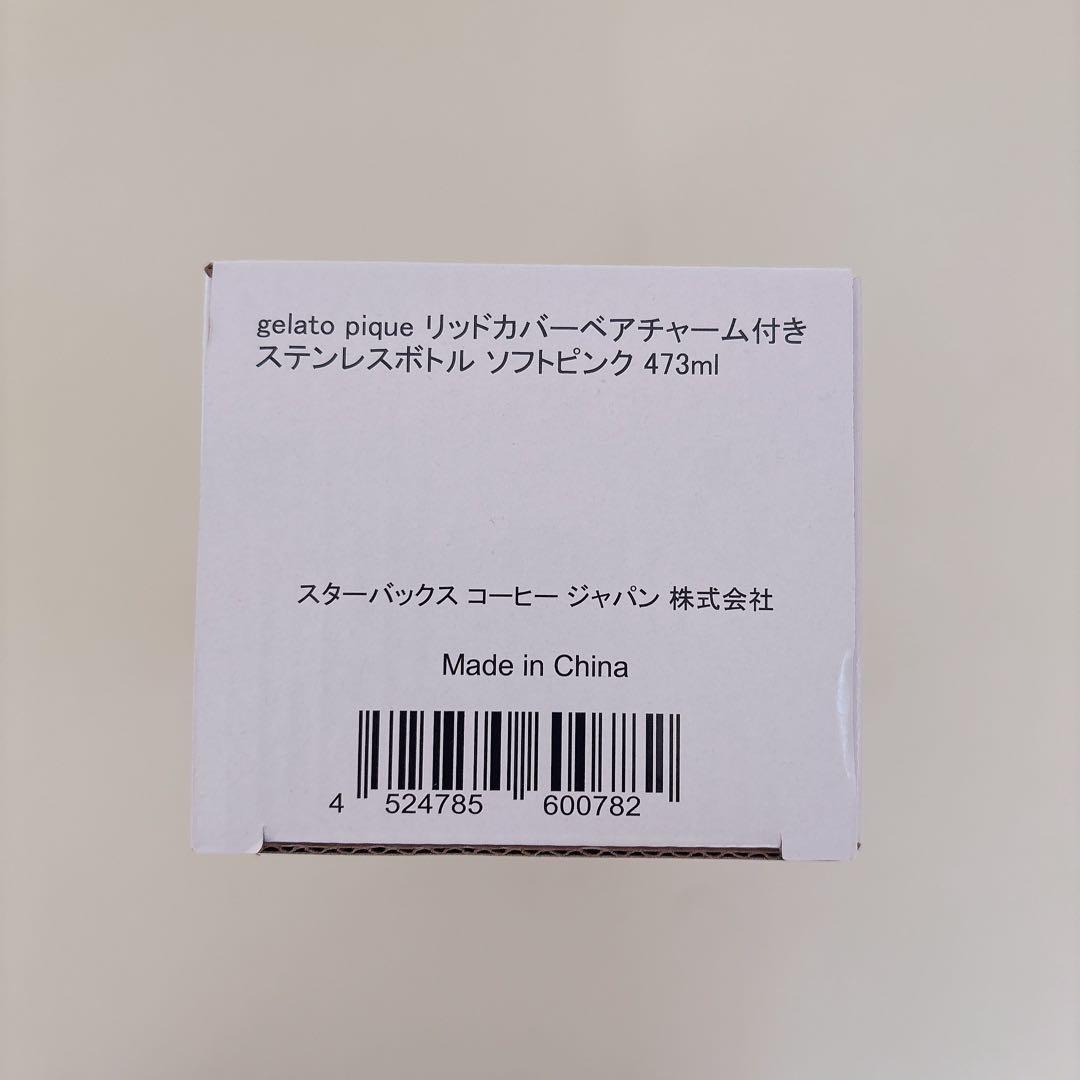 gelato pique リッドカバーベアチャーム付き
ステンレスボトル ソフトピンク 473ml
スターバックス コーヒー ジャパン 株式会社
Made in China
4 524785 600782